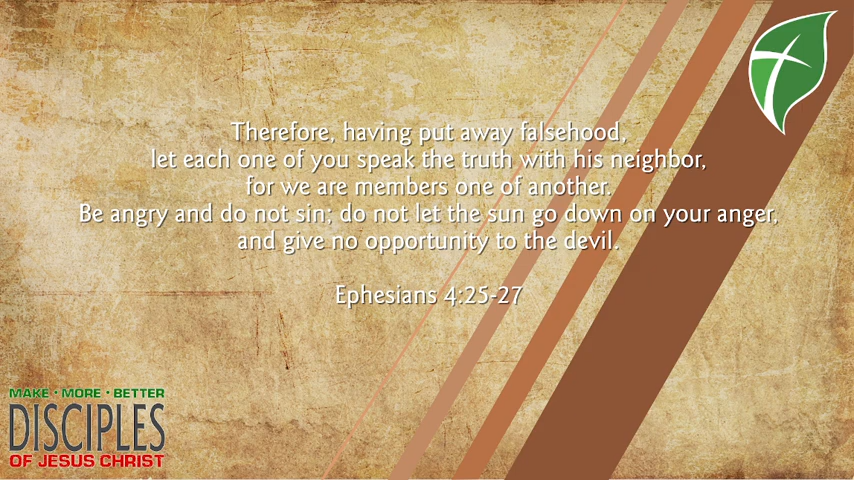 Therefore, having put away falsehood,
let each one of you speak the truth with his neighbor,
for we are members one of another.
Be angry and do not sin; do not let the sun go down on your anger,
and give no opportunity to the devil.
Ephesians 4:25-27
MAKE • MORE • BETTER
DISCIPLES
OF JESUS CHRIST